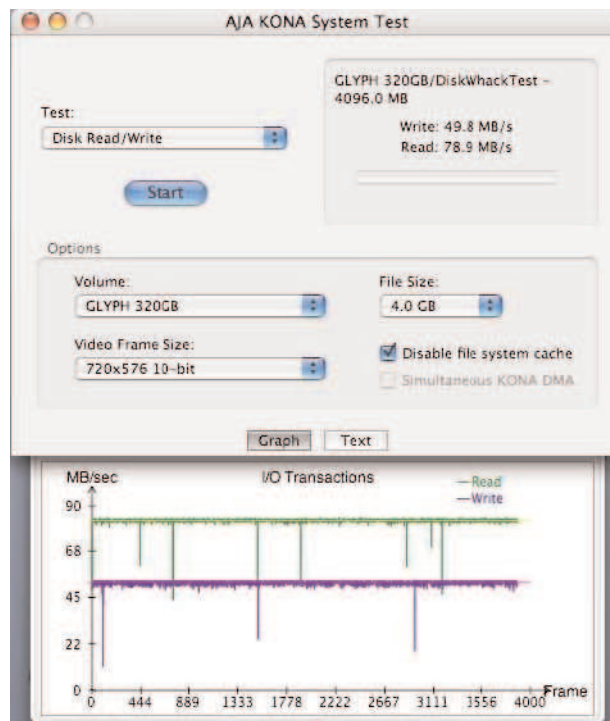 AJA KONA System Test
GLYPH 320GB/DiskWhackTest -
4096.0 MB
Write: 49.8 MB/s
Read: 78.9 MB/s
Test:
Disk Read/Write
Start
Options
Volume:
GLYPH 320GB
File Size:
4.0 GB
Video Frame Size:
720x576 10-bit
Disable file system cache
Simultaneous KONA DMA
Graph
Text
MB/sec
I/O Transactions
Read
Write
90
68
45
22
0
0 444 889 1333 1778 2222 2667 3111 3556 4000
Frame